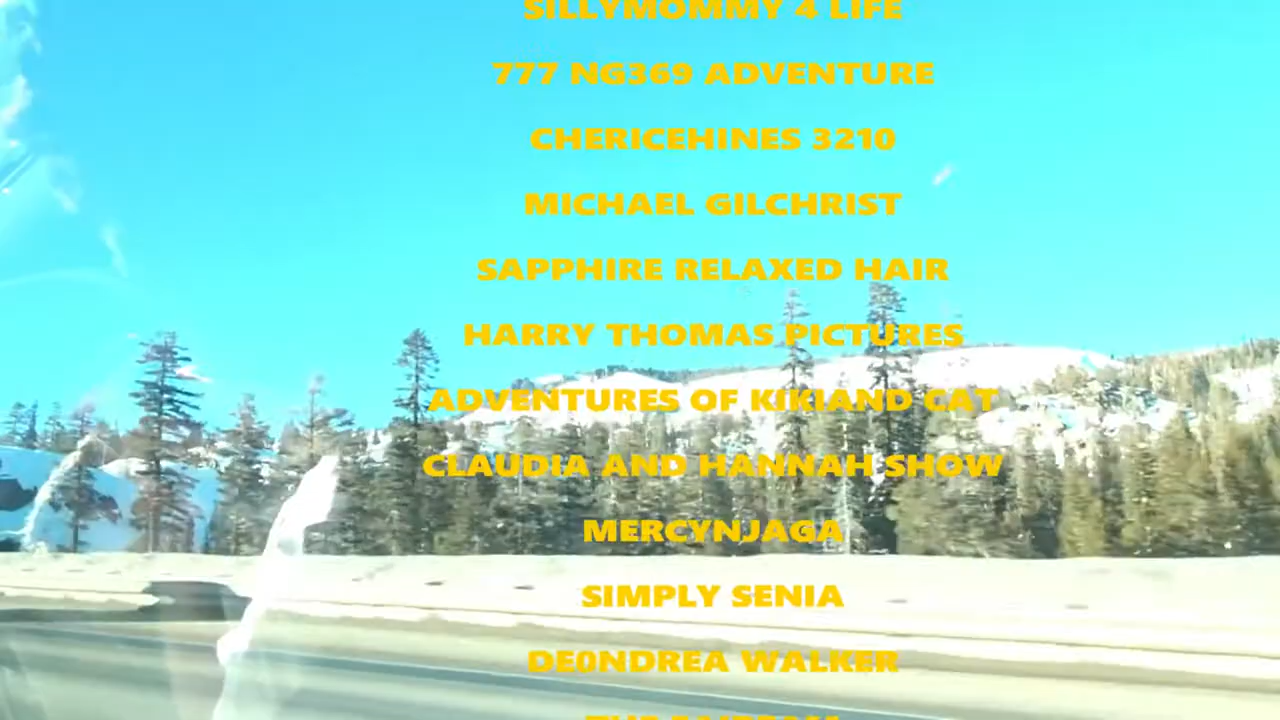 SILLYMOMMY 4 LIFE
777 NG369 ADVENTURE
CHERICEHINES 3210
MICHAEL GILCHRIST
SAPPHIRE RELAXED HAIR
HARRY THOMAS PICTURES
ADVENTURES OF KIKIAND CAT
CLAUDIA AND HANNAH SHOW
MERCYNJAGA
SIMPLY SENIA
DE0NDREA WALKER